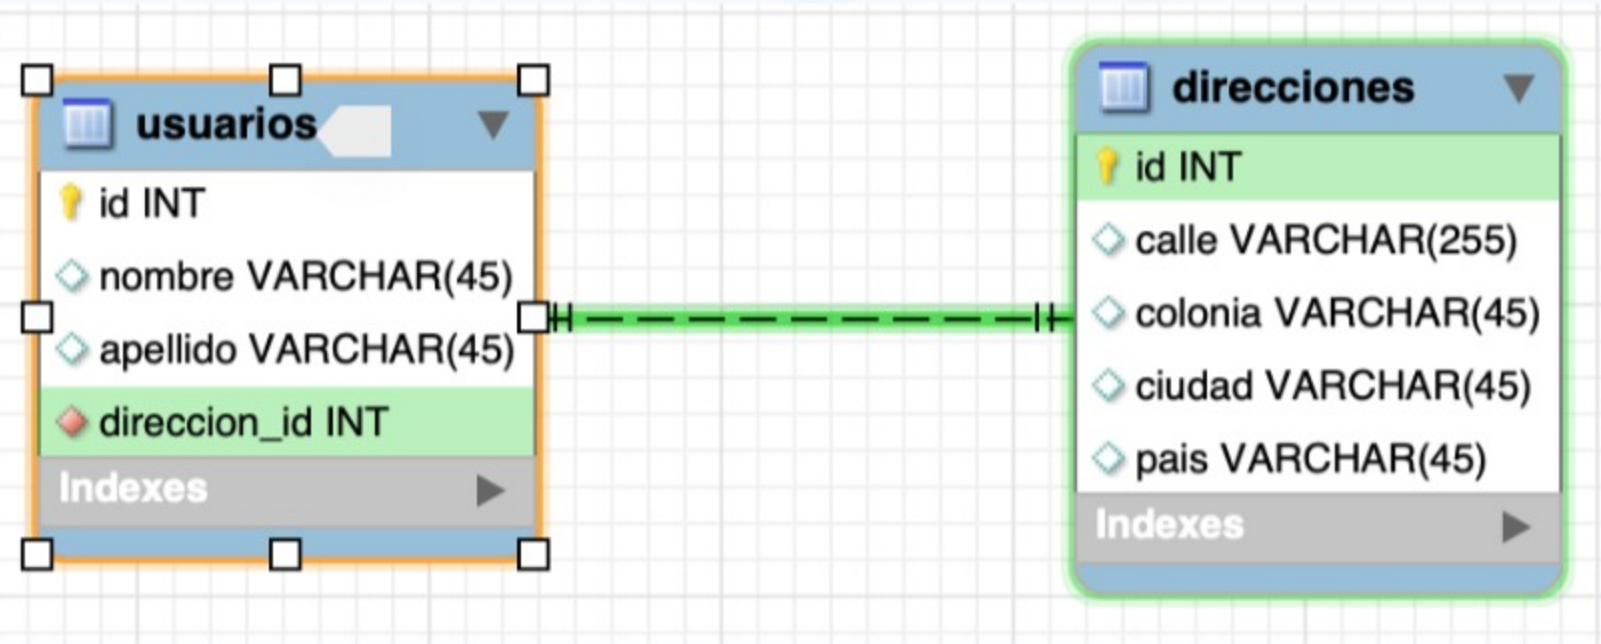 usuarios
id INT
nombre VARCHAR(45)
apellido VARCHAR(45)
direccion_id INT
Indexes
direcciones
id INT
calle VARCHAR(255)
colonia VARCHAR(45)
ciudad VARCHAR(45)
pais VARCHAR(45)
Indexes